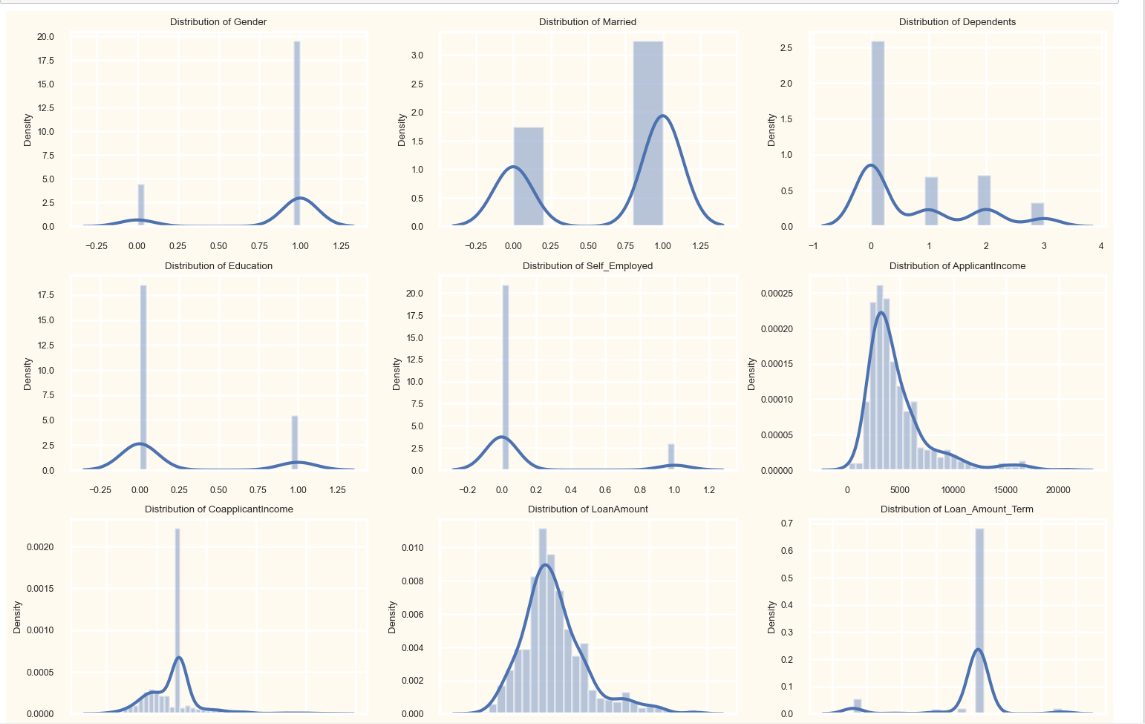 Distribution of Gender
Density
20.0
17.5
15.0
12.5
10.0
7.5
5.0
2.5
0.0
−0.25 0.00 0.25 0.50 0.75 1.00 1.25
Distribution of Married
Density
3.0
2.5
2.0
1.5
1.0
0.5
0.0
−0.25 0.00 0.25 0.50 0.75 1.00 1.25
Distribution of Dependents
Density
2.5
2.0
1.5
1.0
0.5
0.0
−1 0 1 2 3 4
Distribution of Education
Density
17.5
15.0
12.5
10.0
7.5
5.0
2.5
0.0
−0.25 0.00 0.25 0.50 0.75 1.00 1.25
Distribution of Self_Employed
Density
20.0
17.5
15.0
12.5
10.0
7.5
5.0
2.5
0.0
−0.2 0.0 0.2 0.4 0.6 0.8 1.0 1.2
Distribution of ApplicantIncome
Density
0.00025
0.00020
0.00015
0.00010
0.00005
0.00000
0 5000 10000 15000 20000
Distribution of CoapplicantIncome
Density
0.0020
0.0015
0.0010
0.0005
0.0000
Distribution of LoanAmount
Density
0.010
0.008
0.006
0.004
0.002
0.000
Distribution of Loan_Amount_Term
Density
0.7
0.6
0.5
0.4
0.3
0.2
0.1
0.0